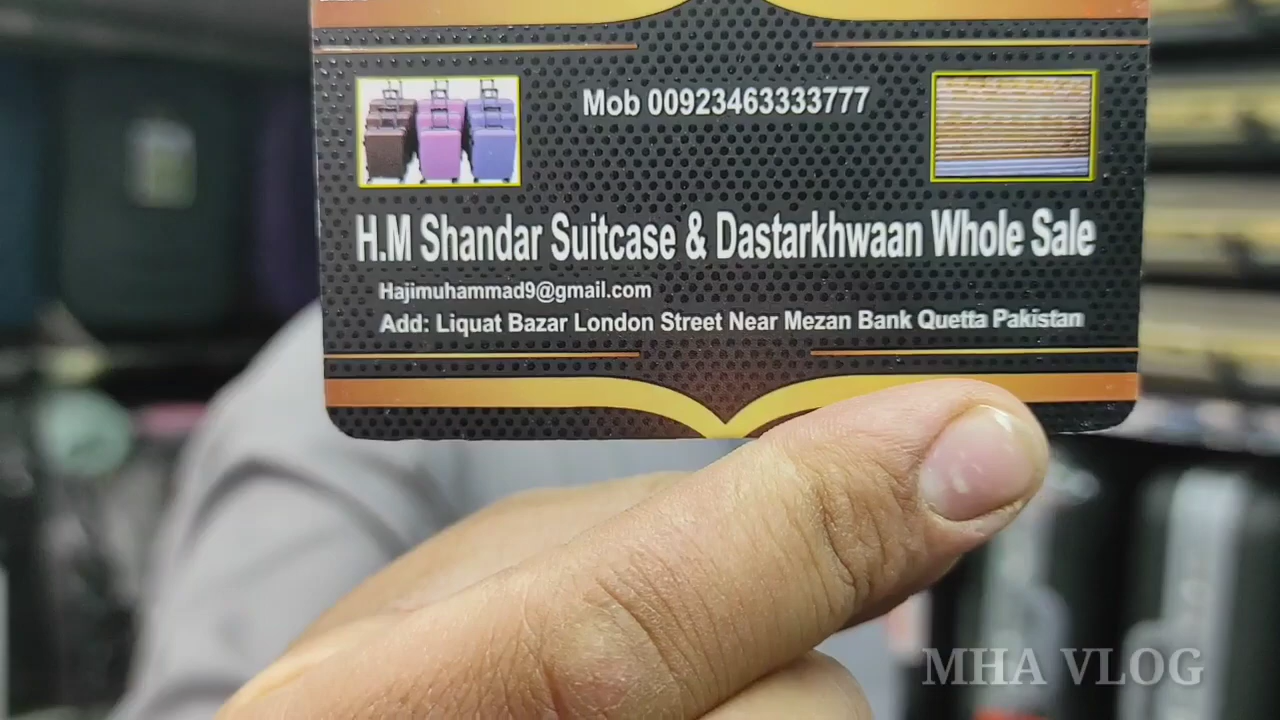 Mob 00923463333777
H.M Shandar Suitcase & Dastarkhwaan Whole Sale
Hajimuhammad9@gmail.com
Add: Liquat Bazar London Street Near Mezan Bank Quetta Pakistan
MHA VLOG